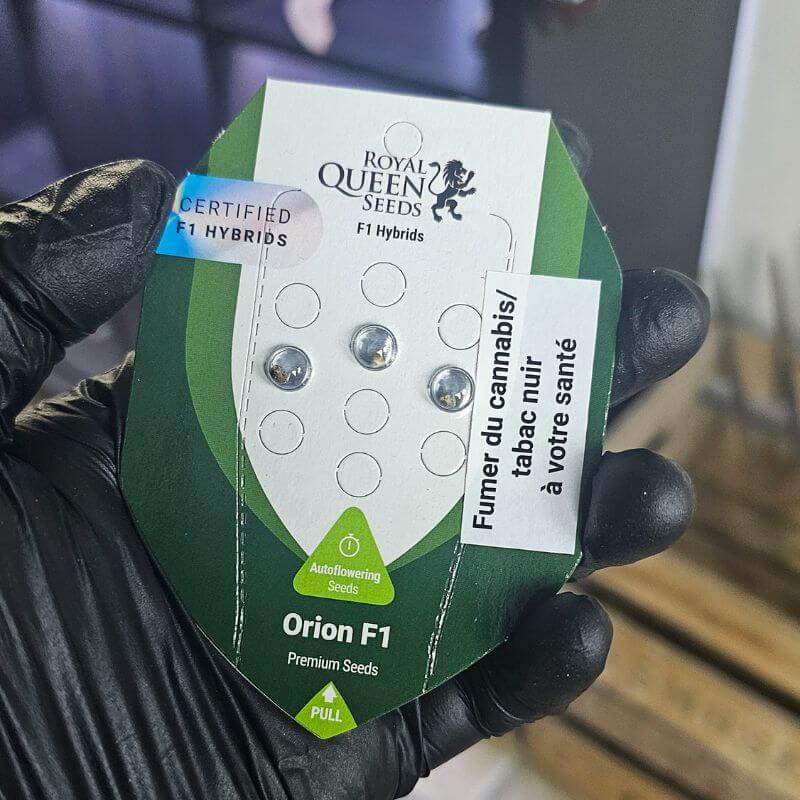 ROYAL
QUEEN
SEEDS
F1 Hybrids
CERTIFIED
F1 HYBRIDS
Fumer du cannabis/
tabac nuir
à votre santé
Autoflowering
Seeds
Orion F1
Premium Seeds
PULL